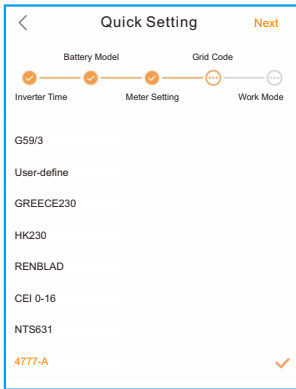 Quick Setting
Next
Battery Model
Grid Code
Inverter Time
Meter Setting
Work Mode
G59/3
User-define
GREECE230
HK230
RENBLAD
CEI 0-16
NTS631
4777-A